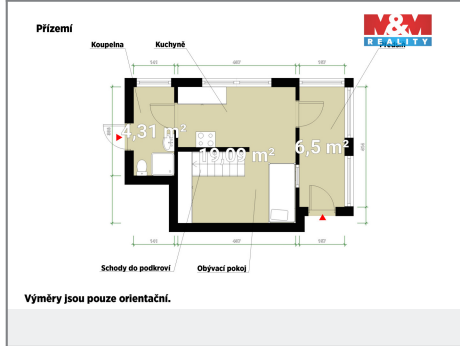 Přízemí
M&M
REALITY
Koupelna
Kuchyně
Předsíň
4,31 m²
19,09 m²
6,5 m²
Schody do podkroví
Obývací pokoj
Výměry jsou pouze orientační.